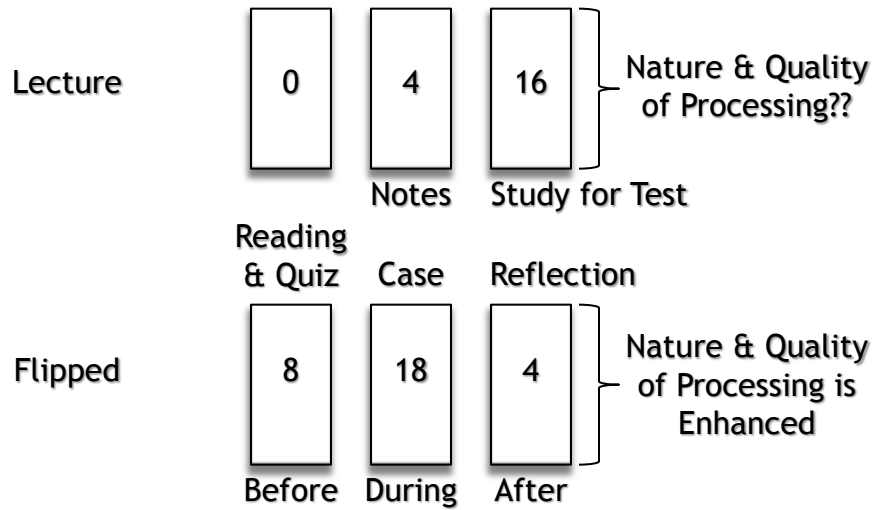 Lecture
0
4
16
Nature & Quality
of Processing??
Notes
Study for Test
Reading
& Quiz
Case
Reflection
Flipped
8
18
4
Nature & Quality
of Processing is
Enhanced
Before
During
After